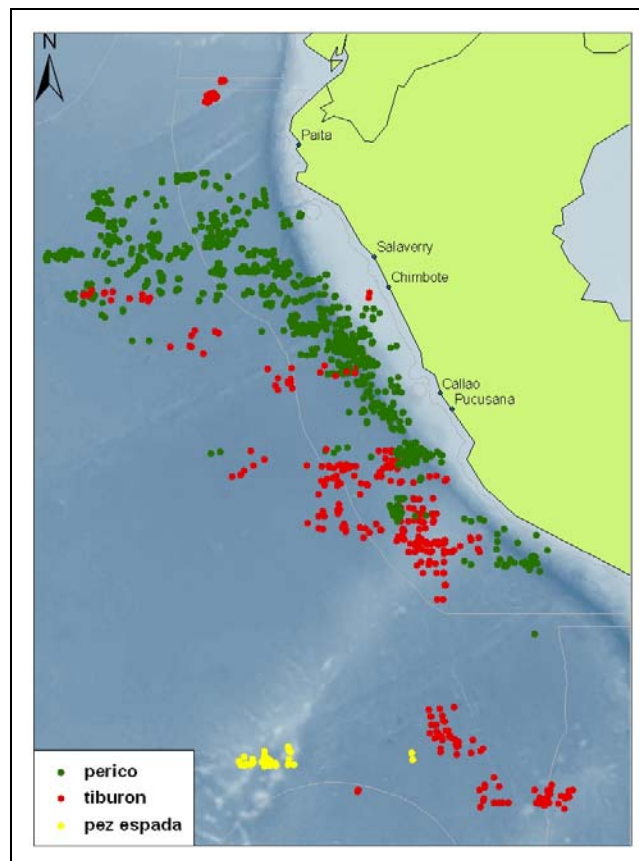 N
Paita
Salaverry
Chimbote
Callao
Pucusana
perico
tiburon
pez espada